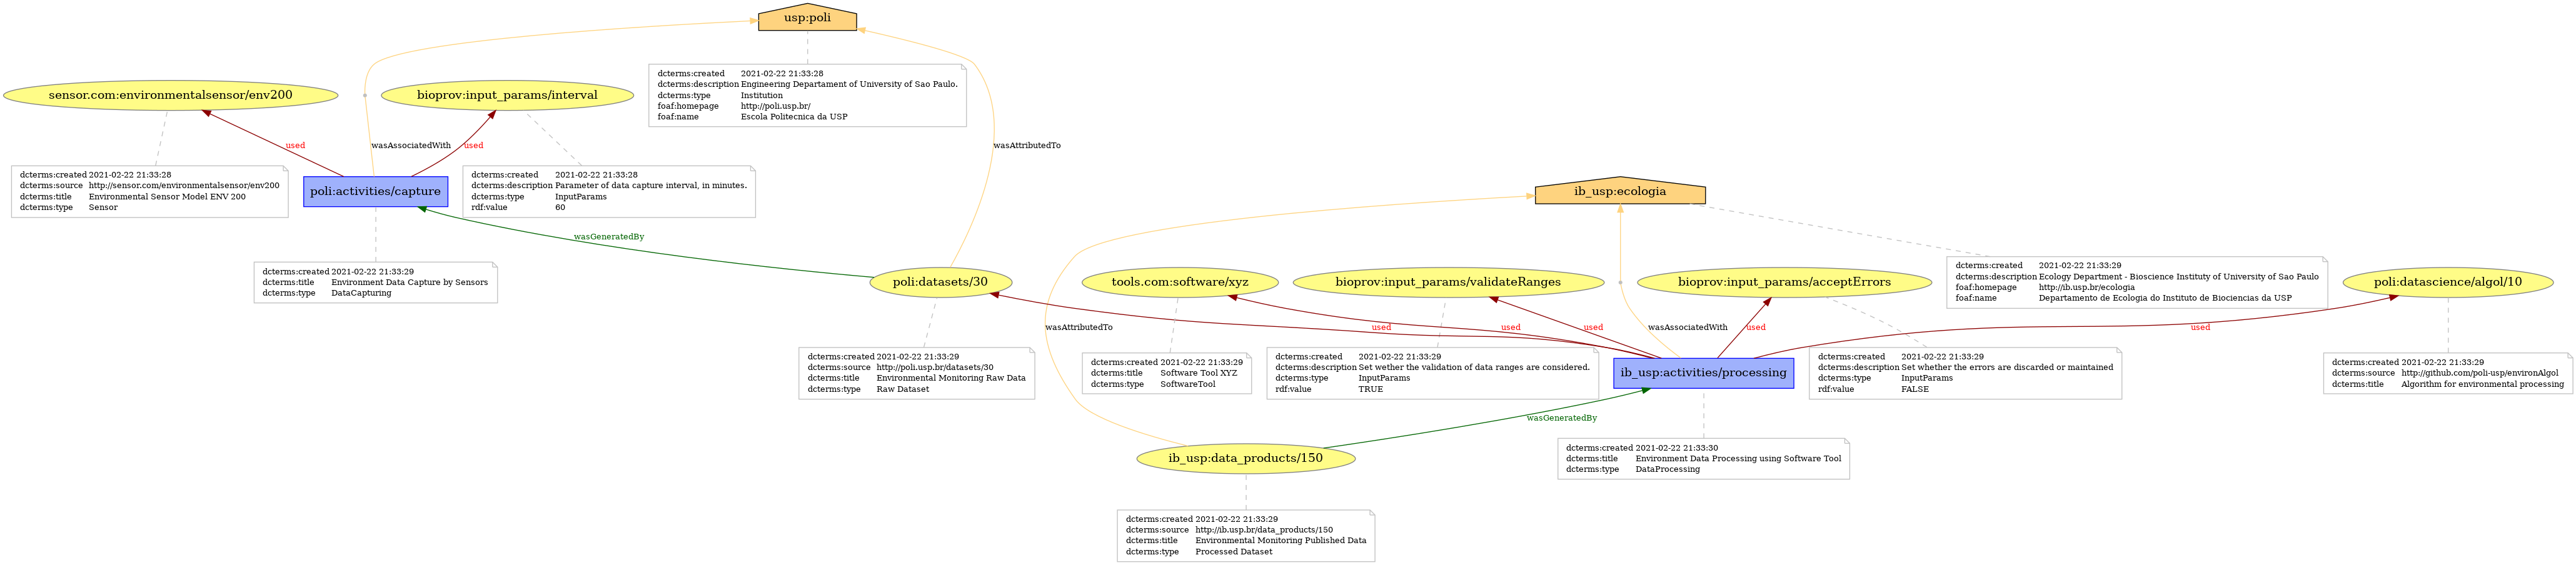 usp:poli
dcterms:created 2021-02-22 21:33:28
dcterms:description Engineering Departament of University of Sao Paulo.
dcterms:type Institution
foaf:homepage http://poli.usp.br/
foaf:name Escola Politecnica da USP
sensor.com:environmentalsensor/env200
bioprov:input_params/interval
used
wasAssociatedWith
used
wasAttributedTo
dcterms:created 2021-02-22 21:33:28
dcterms:source http://sensor.com/environmentalsensor/env200
dcterms:title Environmental Sensor Model ENV 200
dcterms:type Sensor
poli:activities/capture
dcterms:created 2021-02-22 21:33:28
dcterms:description Parameter of data capture interval, in minutes.
dcterms:type InputParams
rdf:value 60
ib_usp:ecologia
wasGeneratedBy
dcterms:created 2021-02-22 21:33:29
dcterms:title Environment Data Capture by Sensors
dcterms:type DataCapturing
poli:datasets/30
tools.com:software/xyz
bioprov:input_params/validateRanges
bioprov:input_params/acceptErrors
dcterms:created 2021-02-22 21:33:29
dcterms:description Ecology Department - Bioscience Instituty of University of Sao Paulo
foaf:homepage http://ib.usp.br/ecologia
foaf:name Departamento de Ecologia do Instituto de Biociencias da USP
poli:datascience/algol/10
wasAttributedTo
used
used
used
wasAssociatedWith
used
used
dcterms:created 2021-02-22 21:33:29
dcterms:source http://poli.usp.br/datasets/30
dcterms:title Environmental Monitoring Raw Data
dcterms:type Raw Dataset
dcterms:created 2021-02-22 21:33:29
dcterms:title Software Tool XYZ
dcterms:type SoftwareTool
dcterms:created 2021-02-22 21:33:29
dcterms:description Set wether the validation of data ranges are considered.
dcterms:type InputParams
rdf:value TRUE
ib_usp:activities/processing
dcterms:created 2021-02-22 21:33:29
dcterms:description Set whether the errors are discarded or maintained
dcterms:type InputParams
rdf:value FALSE
dcterms:created 2021-02-22 21:33:29
dcterms:source http://github.com/poli-usp/environAlgol
dcterms:title Algorithm for environmental processing
wasGeneratedBy
ib_usp:data_products/150
dcterms:created 2021-02-22 21:33:30
dcterms:title Environment Data Processing using Software Tool
dcterms:type DataProcessing
dcterms:created 2021-02-22 21:33:29
dcterms:source http://ib.usp.br/data_products/150
dcterms:title Environmental Monitoring Published Data
dcterms:type Processed Dataset